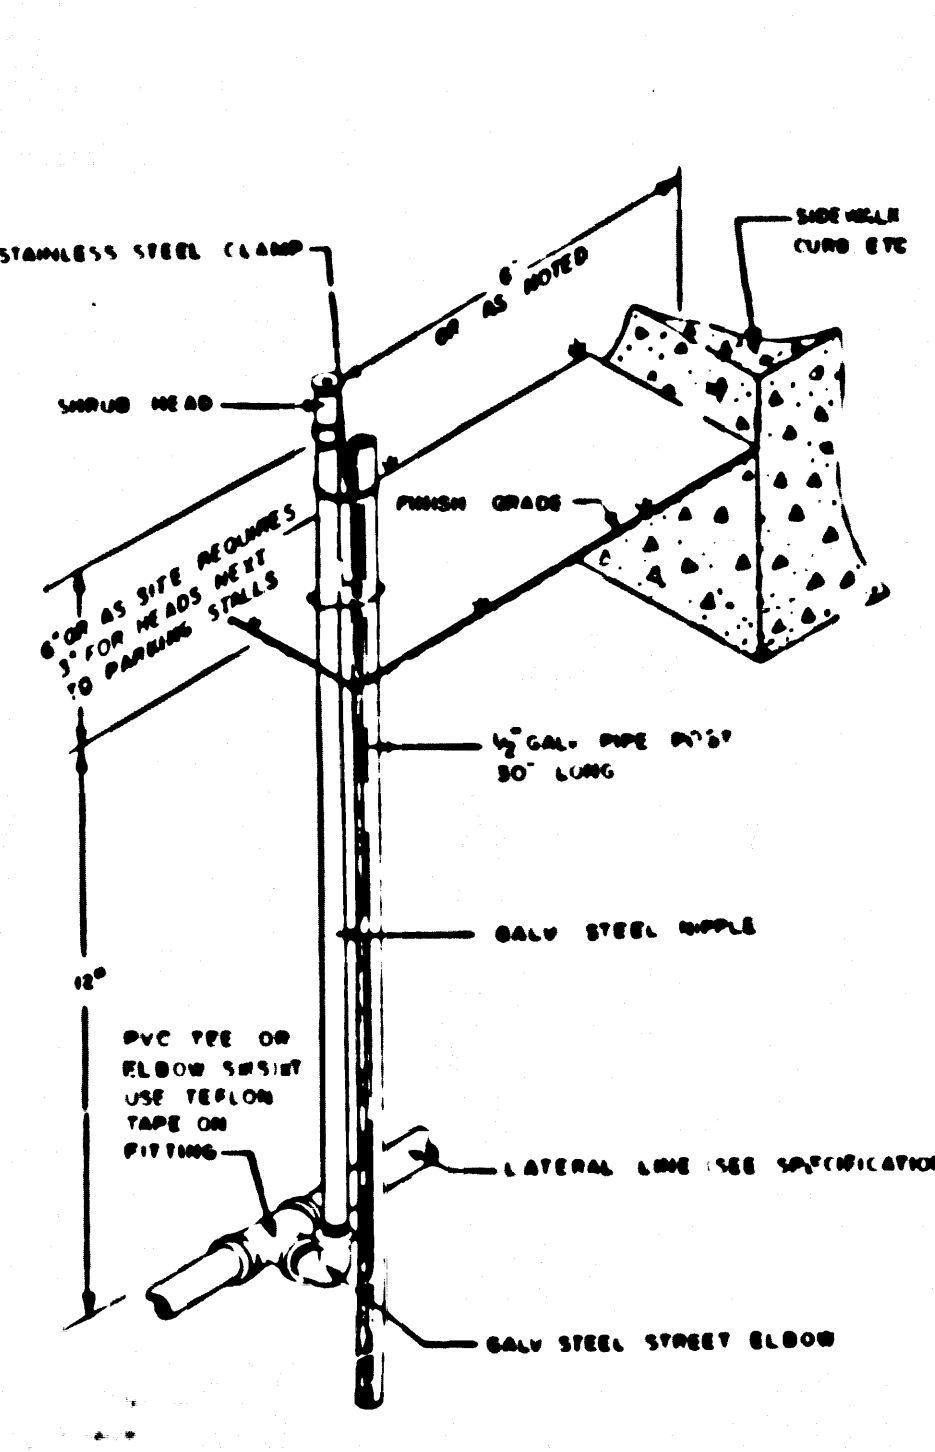 SIDEWALK
CURB ETC
STAINLESS STEEL CLAMP
6"
OR AS NOTED
SHRUB HEAD
FINISH GRADE
6" OR AS SITE REQUIRES
3" FOR HEADS NEXT
TO PARKING STALLS
1/2" GALV PIPE POST
30" LONG
GALV STEEL NIPPLE
12"
PVC TEE OR
ELBOW
USE TEFLON
TAPE ON
FITTING
LATERAL LINE (SEE SPECIFICATIO
GALV STEEL STREET ELBOW